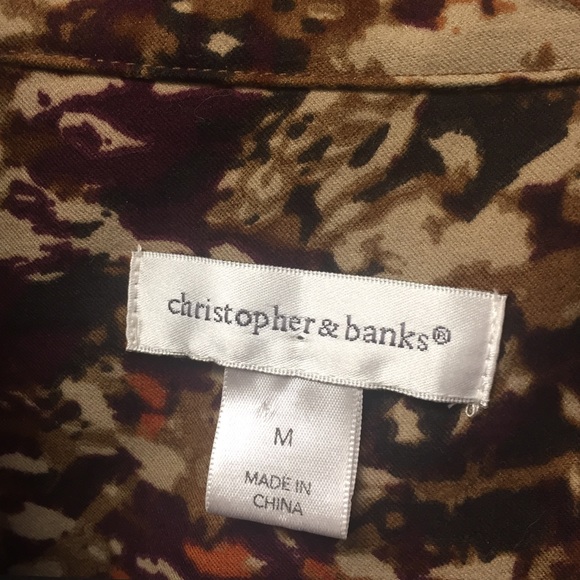 christopher & banks®
M
MADE IN
CHINA